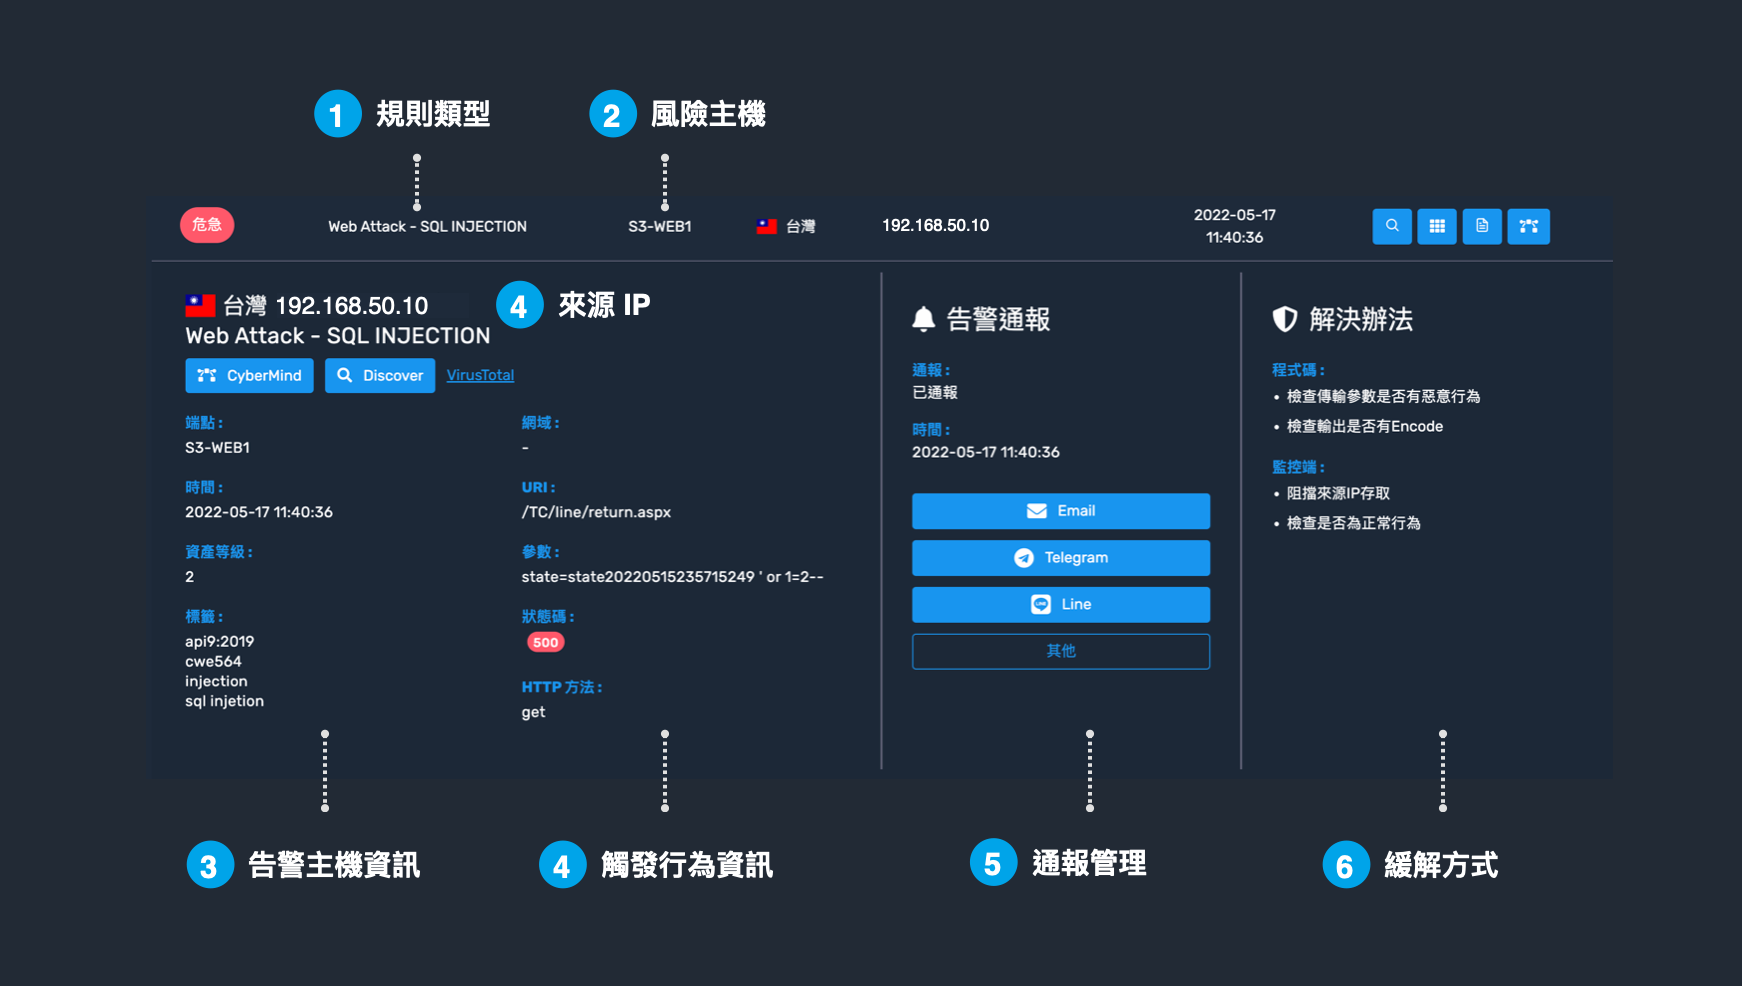 1 規則類型
2 風險主機
危急 Web Attack - SQL INJECTION S3-WEB1 台灣 192.168.50.10 2022-05-17
11:40:36
台灣 192.168.50.10
4 來源 IP
Web Attack - SQL INJECTION
CyberMind Discover VirusTotal
端點：
S3-WEB1
時間：
2022-05-17 11:40:36
資產等級：
2
標籤：
api9:2019
cwe564
injection
sql injetion
網域：
-
URI：
/TC/line/return.aspx
參數：
state=state20220515235715249 ' or 1=2--
狀態碼：
500
HTTP 方法：
get
告警通報
通報：
已通報
時間：
2022-05-17 11:40:36
Email
Telegram
LINE Line
其他
解決辦法
程式碼：
• 檢查傳輸參數是否有惡意行為
• 檢查輸出是否有Encode
監控端：
• 阻擋來源IP存取
• 檢查是否為正常行為
3 告警主機資訊
4 觸發行為資訊
5 通報管理
6 緩解方式